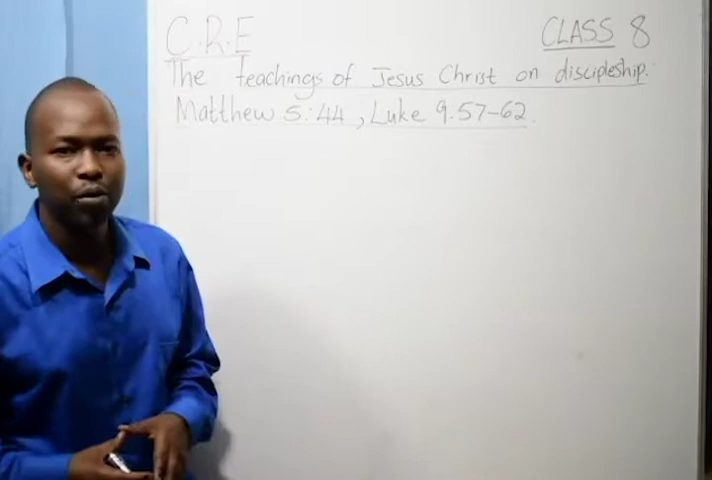 C.R.E CLASS 8
The teachings of Jesus Christ on discipleship.
Matthew 5:44, Luke 9.57-62.